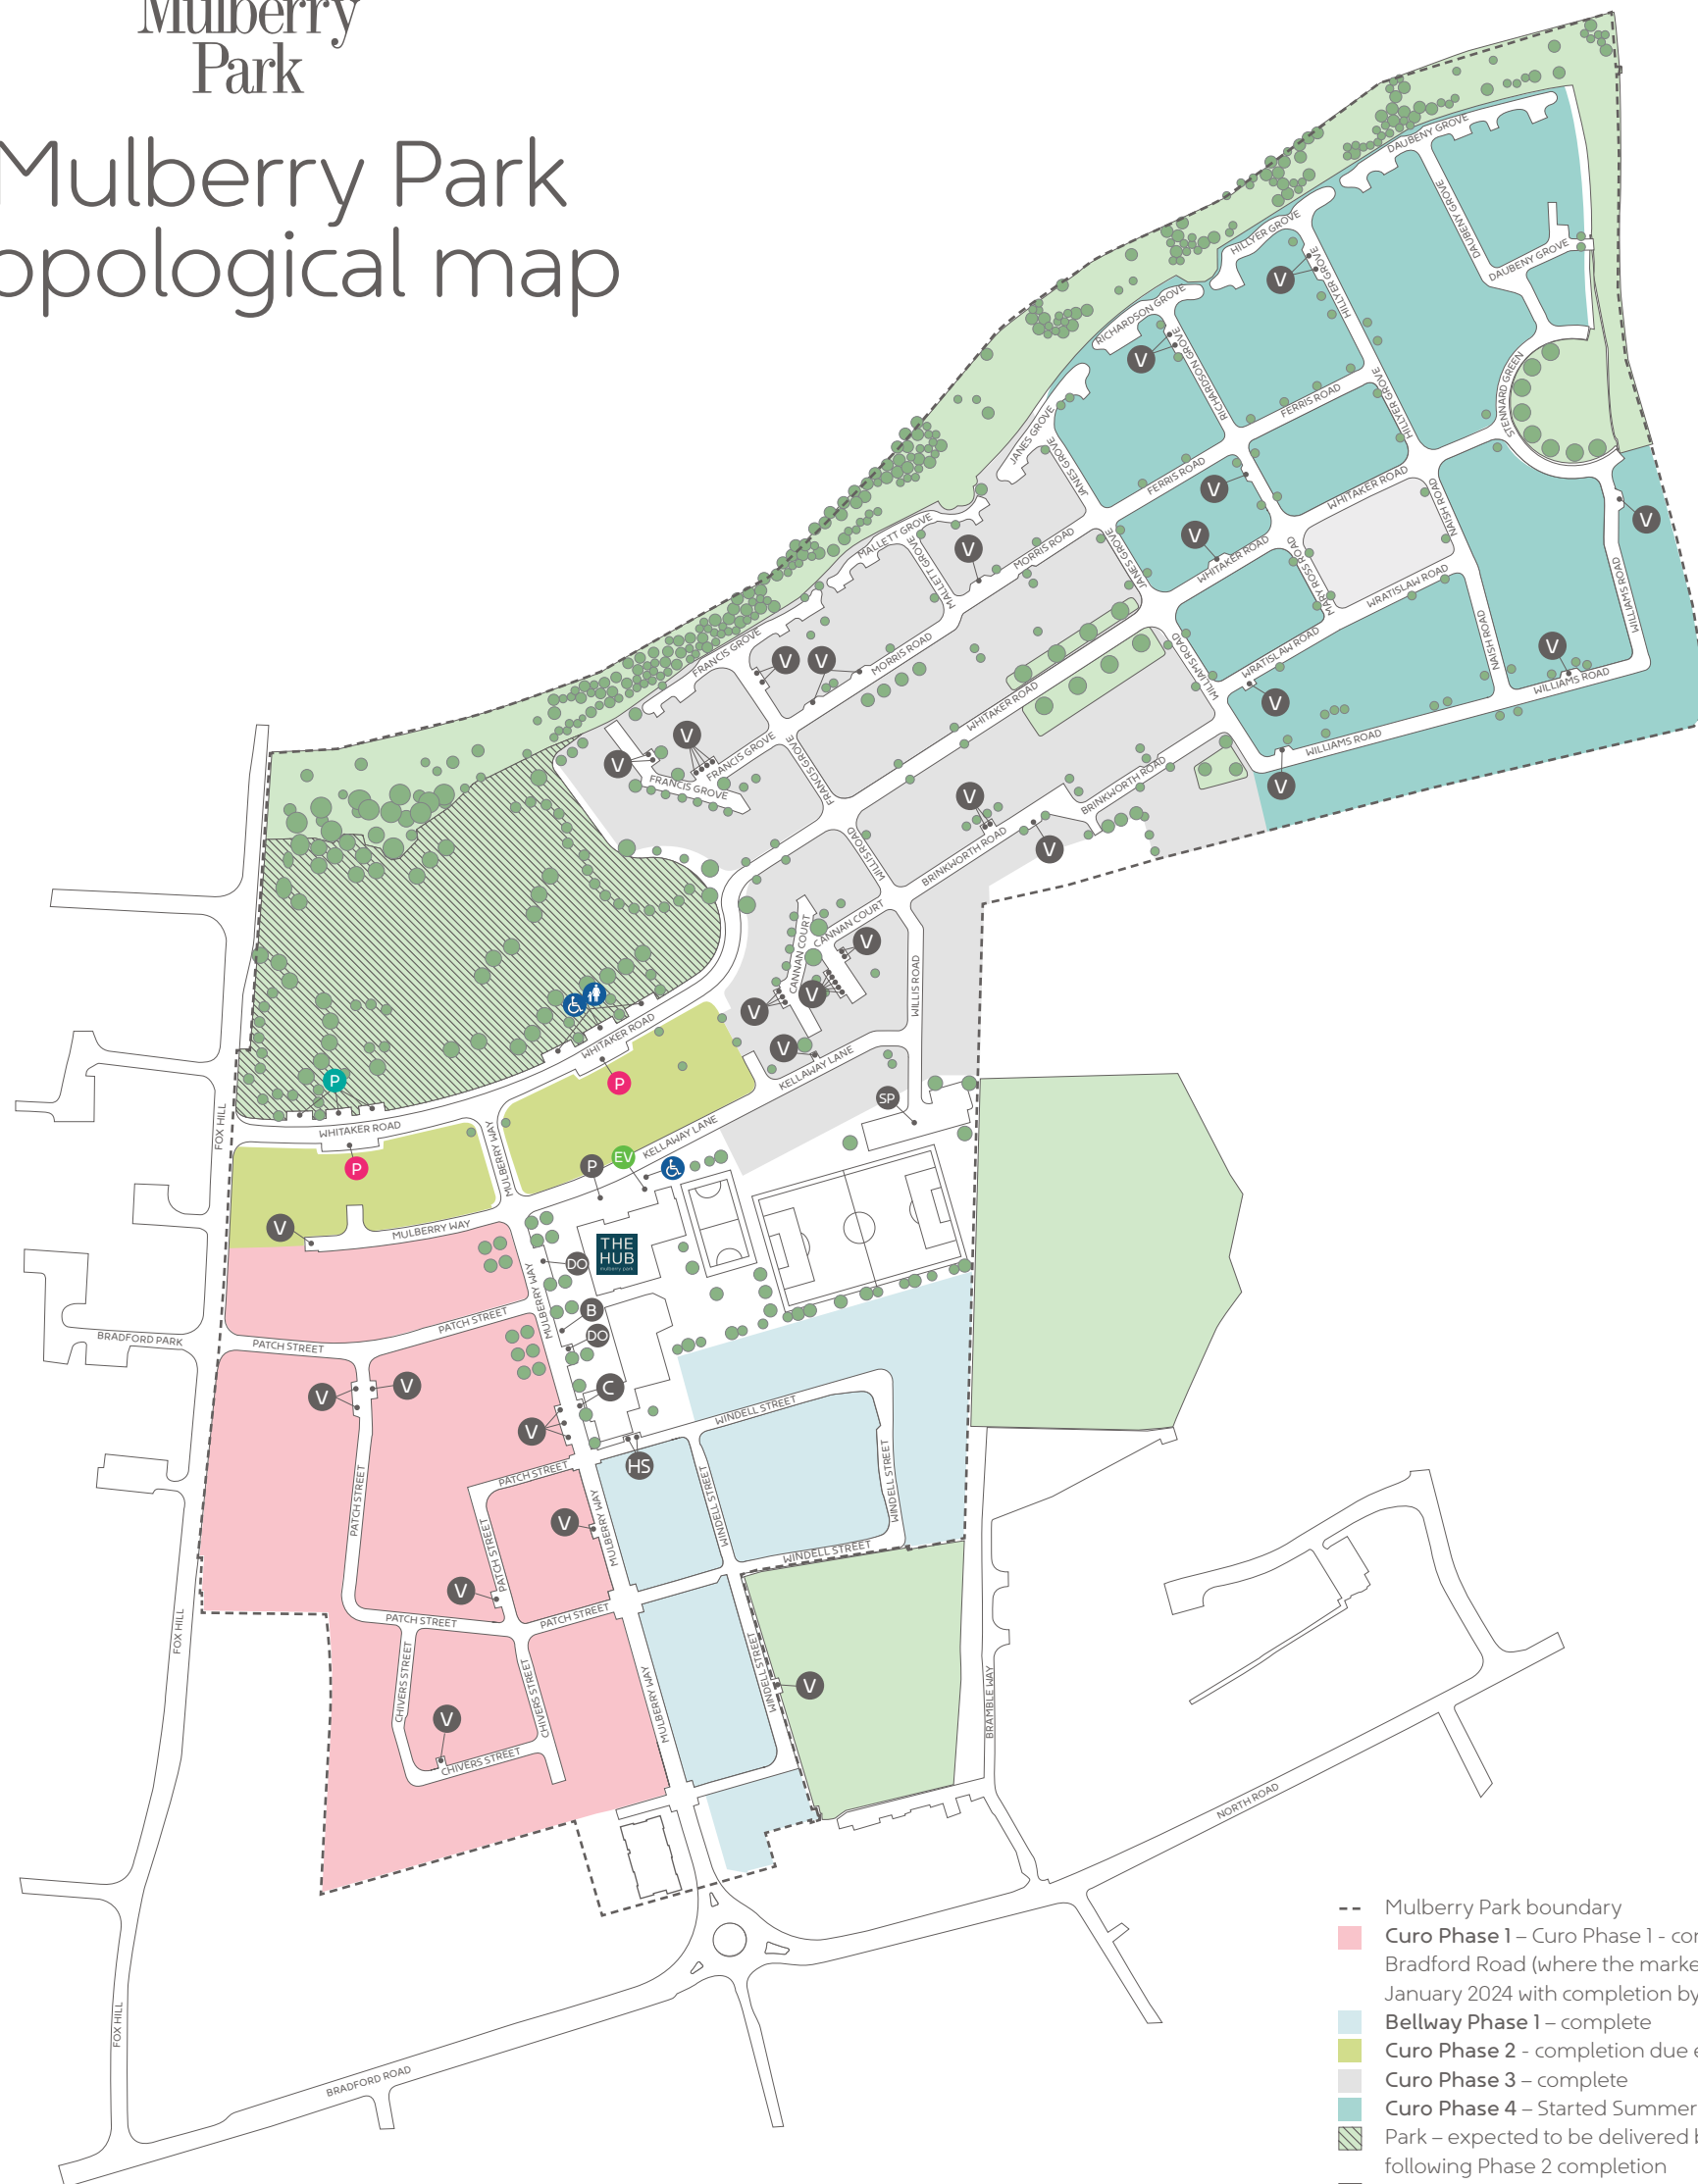 Mulberry
Park
Mulberry Park
opological map
DAUBENY GROVE
DAUBENY GROVE
DAUBENY GROVE
HILLYER GROVE
HILLYER GROVE
V
RICHARDSON GROVE
RICHARDSON GROVE
V
STENNARD GREEN
HILLYER GROVE
FERRIS ROAD
JANES GROVE
JANES GROVE
FERRIS ROAD
V
WHITAKER ROAD
NAISH ROAD
V
MALLETT GROVE
MALLETT GROVE
V
MORRIS ROAD
JANES GROVE
V
WHITAKER ROAD
MARY ROSS ROAD
WRATISLAW ROAD
WILLIAMS ROAD
FRANCIS GROVE
V
V
MORRIS ROAD
WILLIAMS ROAD
WRATISLAW ROAD
NAISH ROAD
V
WILLIAMS ROAD
V
WHITAKER ROAD
V
V
FRANCIS GROVE
FRANCIS GROVE
FRANCIS GROVE
WILLIAMS ROAD
V
BRINKWORTH ROAD
V
V
BRINKWORTH ROAD
WILLIS ROAD
CANNAN COURT
CANNAN COURT
V
V
V
V
WILLIS ROAD
KELLAWAY LANE
WHITAKER ROAD
P
P
SP
FOX HILL
WHITAKER ROAD
P
MULBERRY WAY
KELLAWAY LANE
P
EV
V
MULBERRY WAY
THE
HUB
mulberry park
DO
MULBERRY WAY
B
DO
PATCH STREET
PATCH STREET
BRADFORD PARK
V
V
C
V
HS
WINDELL STREET
WINDELL STREET
WINDELL STREET
WINDELL STREET
PATCH STREET
PATCH STREET
PATCH STREET
V
MULBERRY WAY
V
PATCH STREET
PATCH STREET
FOX HILL
CHIVERS STREET
CHIVERS STREET
CHIVERS STREET
V
MULBERRY WAY
WINDELL STREET
V
BRAMBLE WAY
NORTH ROAD
FOX HILL
BRADFORD ROAD
Mulberry Park boundary
Curo Phase 1 – Curo Phase 1 - co
Bradford Road (where the marke
January 2024 with completion by
Bellway Phase 1 – complete
Curo Phase 2 - completion due e
Curo Phase 3 – complete
Curo Phase 4 – Started Summer
Park – expected to be delivered b
following Phase 2 completion